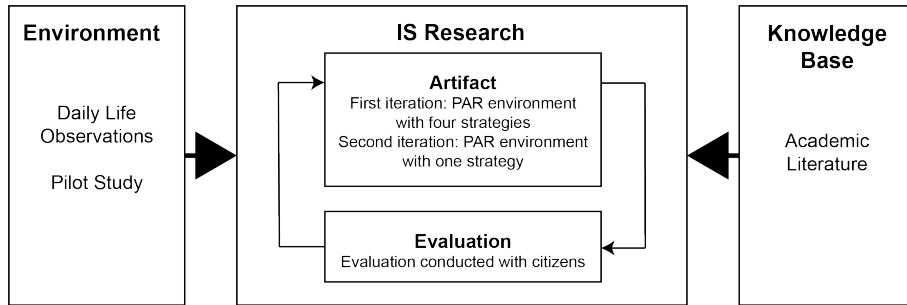 Environment
Daily Life
Observations
Pilot Study
IS Research
Artifact
First iteration: PAR environment
with four strategies
Second iteration: PAR environment
with one strategy
Evaluation
Evaluation conducted with citizens
Knowledge
Base
Academic
Literature